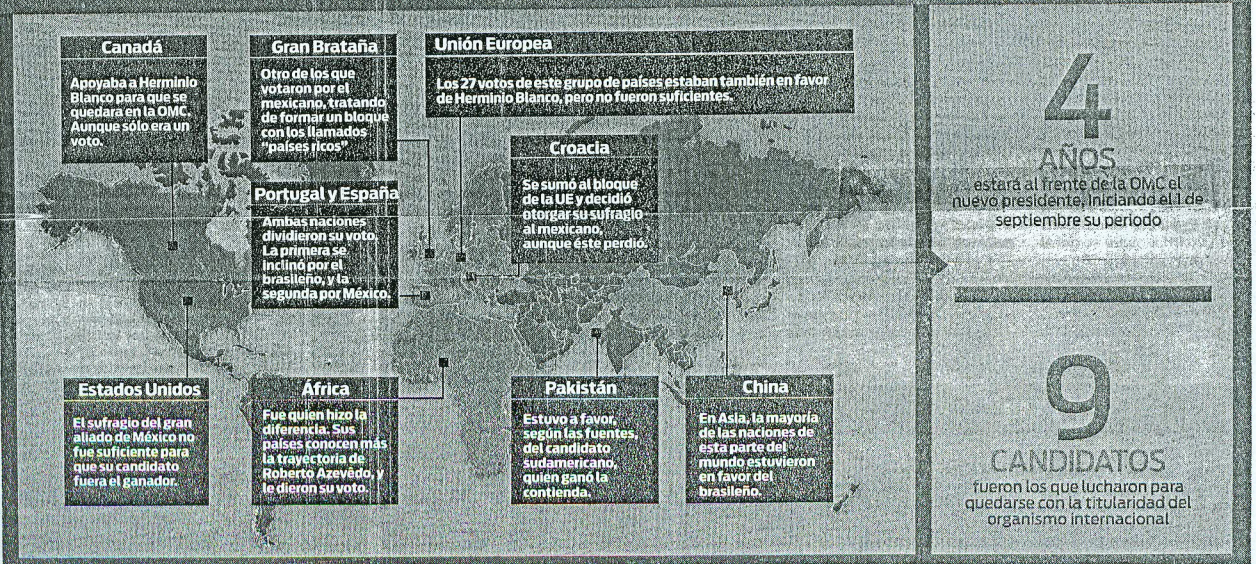 Canadá
Apoyaba a Herminio
Blanco para que se
quedara en la OMC.
Aunque sólo era un
voto.
Gran Brataña
Otro de los que
votaron por el
mexicano, tratando
de formar un bloque
con los llamados
"países ricos"
Unión Europea
Los 27 votos de este grupo de países estaban también en favor
de Herminio Blanco, pero no fueron suficientes.
Croacia
Se sumó al bloque
de la UE y decidió
otorgar su sufragio
al mexicano,
aunque éste perdió.
Portugal y España
Ambas naciones
dividieron su voto.
La primera se
inclinó por el
brasileño, y la
segunda por México.
Estados Unidos
El sufragio del gran
aliado de México no
fue suficiente para
que su candidato
fuera el ganador.
África
Fue quien hizo la
diferencia. Sus
países conocen más
la trayectoria de
Roberto Azevêdo, y
le dieron su voto.
Pakistán
Estuvo a favor,
según las fuentes,
del candidato
sudamericano,
quien ganó la
contienda.
China
En Asia, la mayoría
de las naciones de
esta parte del
mundo estuvieron
en favor del
brasileño.
4
AÑOS
estará al frente de la OMC el
nuevo presidente, iniciando el 1 de
septiembre su periodo
9
CANDIDATOS
fueron los que lucharon para
quedarse con la titularidad del
organismo internacional